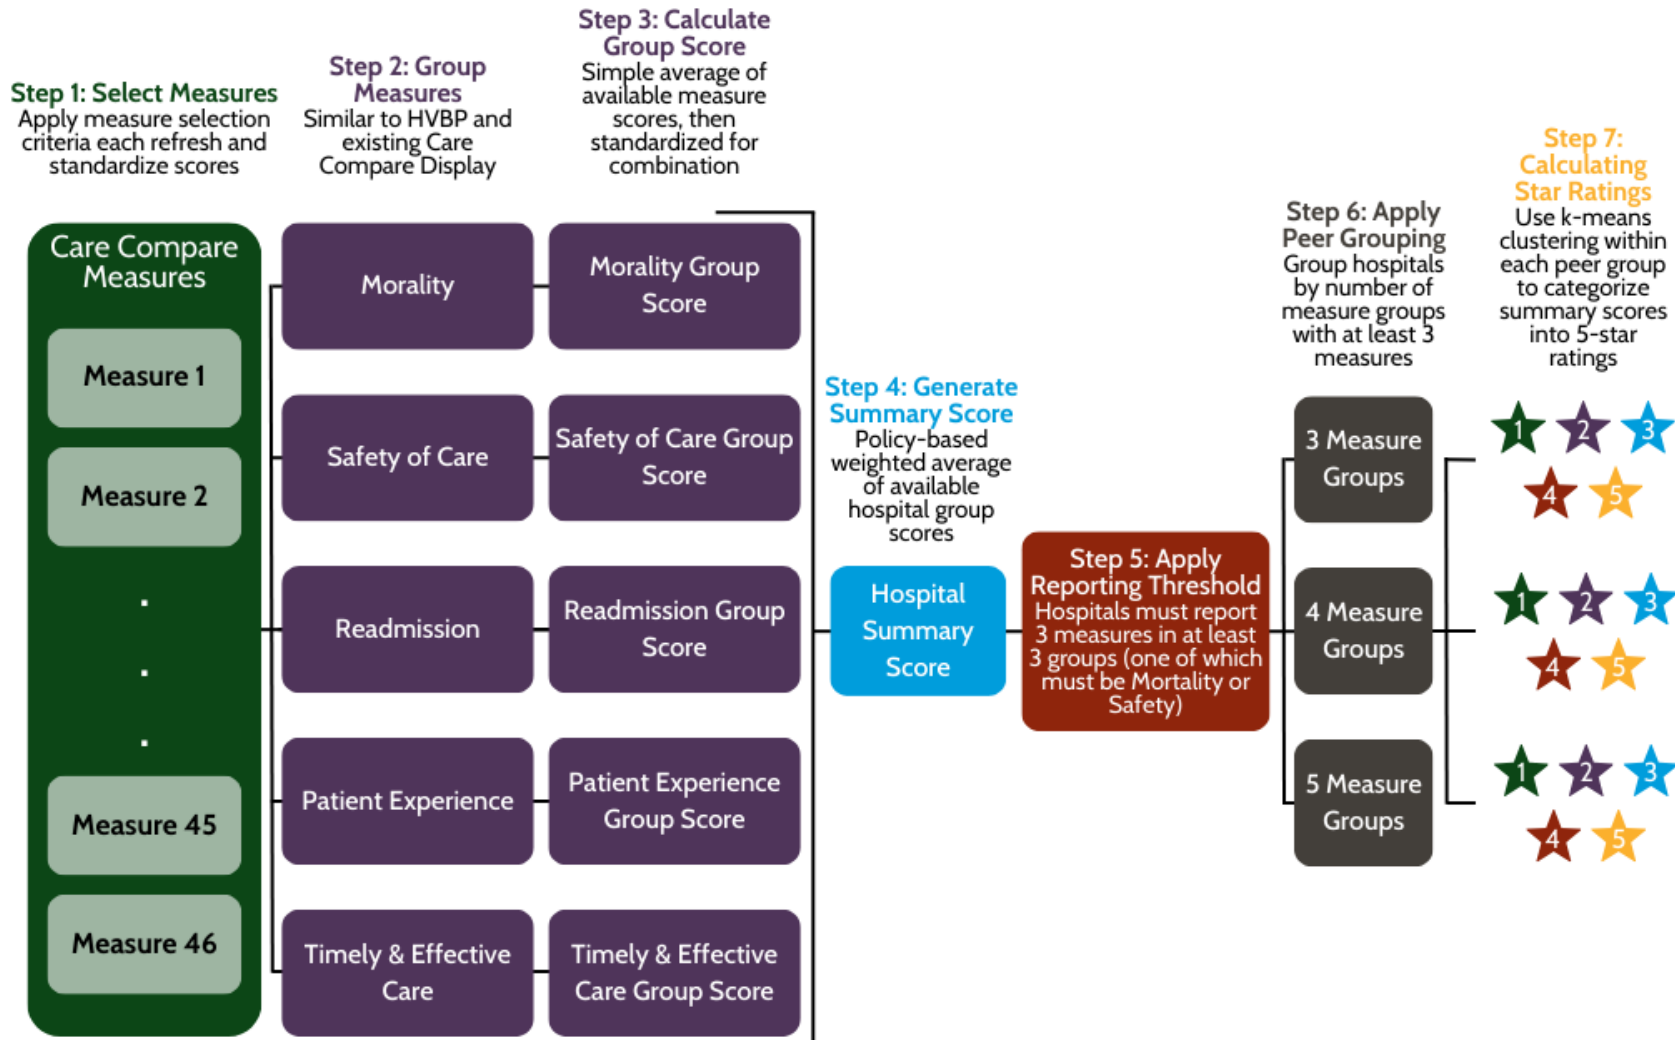 Step 1: Select Measures
Apply measure selection
criteria each refresh and
standardize scores
Step 2: Group
Measures
Similar to HVBP and
existing Care
Compare Display
Step 3: Calculate
Group Score
Simple average of
available measure
scores, then
standardized for
combination
Care Compare
Measures
Measure 1
Measure 2
.
.
.
Measure 45
Measure 46
Morality
Safety of Care
Readmission
Patient Experience
Timely & Effective
Care
Morality Group
Score
Safety of Care Group
Score
Readmission Group
Score
Patient Experience
Group Score
Timely & Effective
Care Group Score
Step 4: Generate
Summary Score
Policy-based
weighted average
of available
hospital group
scores
Hospital
Summary
Score
Step 5: Apply
Reporting Threshold
Hospitals must report
3 measures in at least
3 groups (one of which
must be Mortality or
Safety)
Step 6: Apply
Peer Grouping
Group hospitals
by number of
measure groups
with at least 3
measures
3 Measure
Groups
4 Measure
Groups
5 Measure
Groups
Step 7:
Calculating
Star Ratings
Use k-means
clustering within
each peer group
to categorize
summary scores
into 5-star
ratings
1 2 3
4 5
1 2 3
4 5
1 2 3
4 5